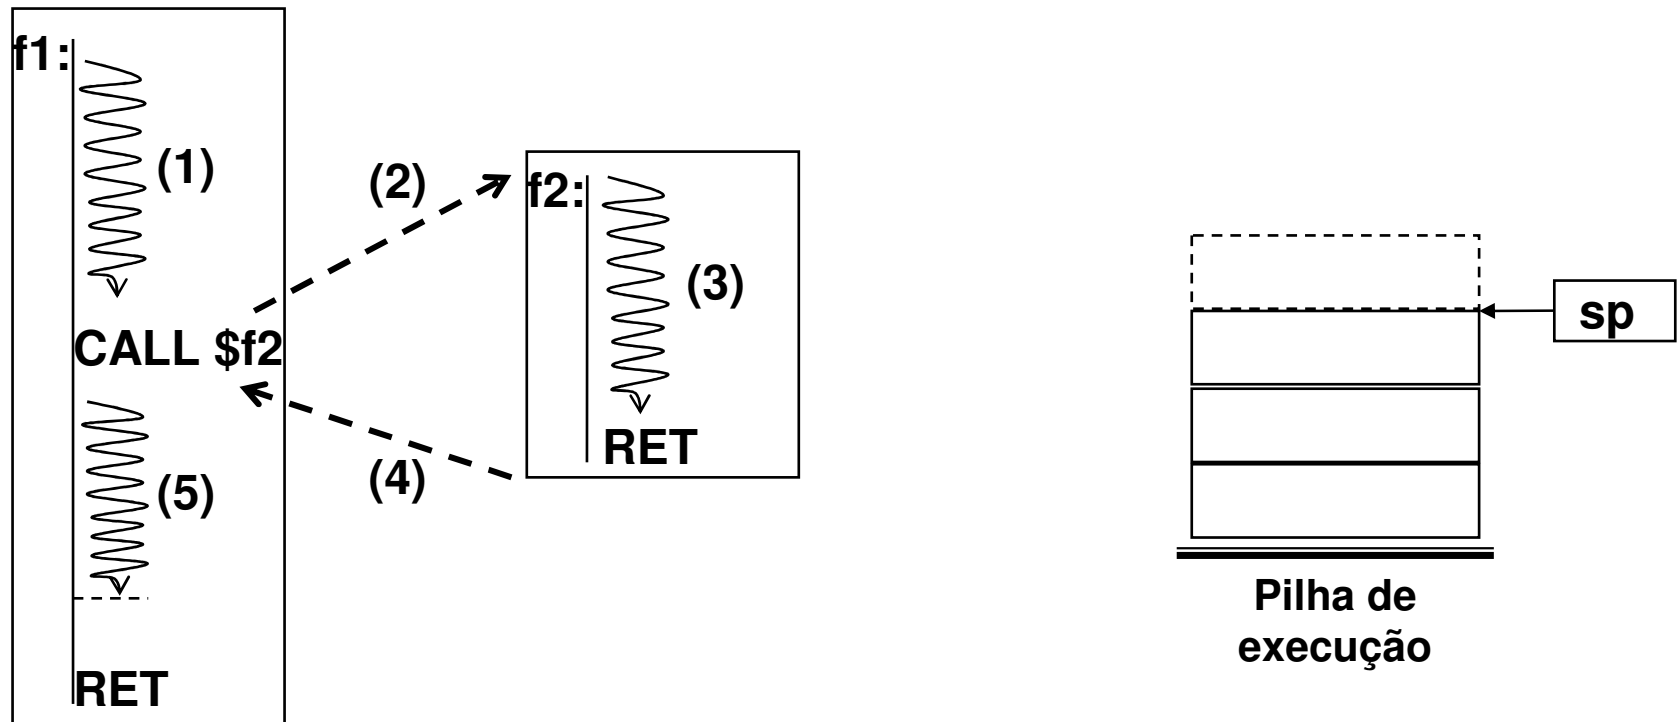 f1:
(1)
CALL $f2
(5)
RET
(2)
(4)
f2:
(3)
RET
sp
Pilha de
execução